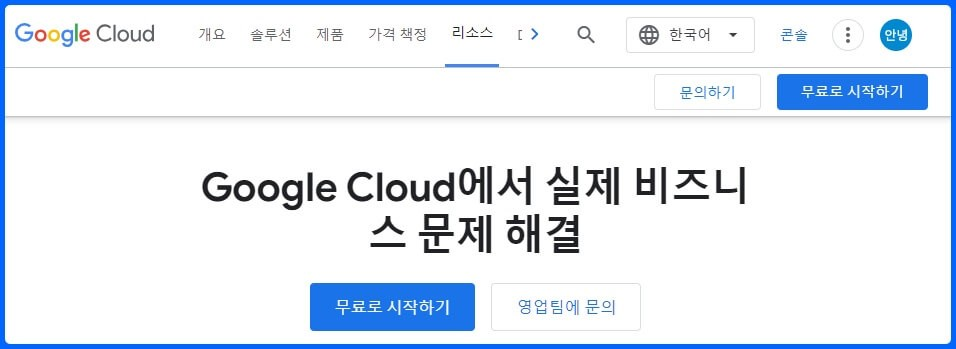 Google Cloud 개요 솔루션 제품 가격 책정 리소스 한국어 콘솔 안녕
문의하기 무료로 시작하기
Google Cloud에서 실제 비즈니
스 문제 해결
무료로 시작하기 영업팀에 문의